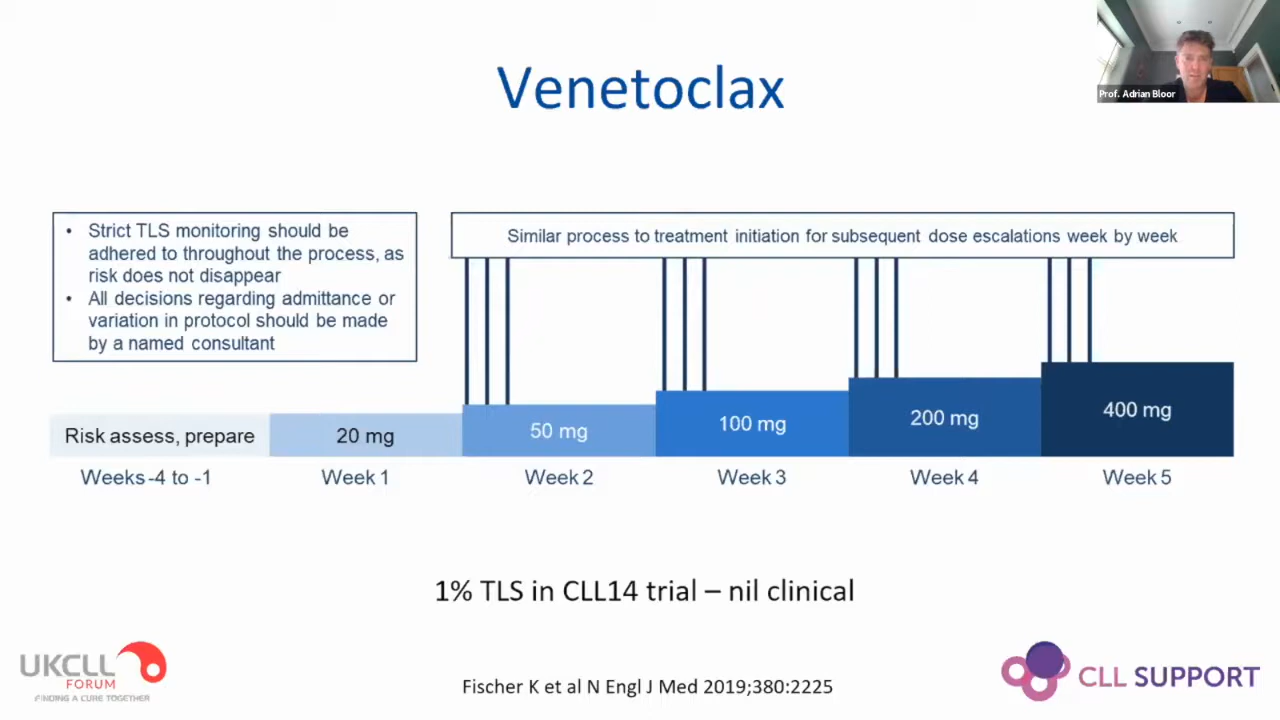 Prof. Adrian Bloor
Venetoclax
• Strict TLS monitoring should be
adhered to throughout the process, as
risk does not disappear
• All decisions regarding admittance or
variation in protocol should be made
by a named consultant
Similar process to treatment initiation for subsequent dose escalations week by week
Risk assess, prepare
20 mg
50 mg
100 mg
200 mg
400 mg
Weeks -4 to -1
Week 1
Week 2
Week 3
Week 4
Week 5
1% TLS in CLL14 trial – nil clinical
UKCLL
FORUM
FINDING A CURE TOGETHER
Fischer K et al N Engl J Med 2019;380:2225
CLL SUPPORT